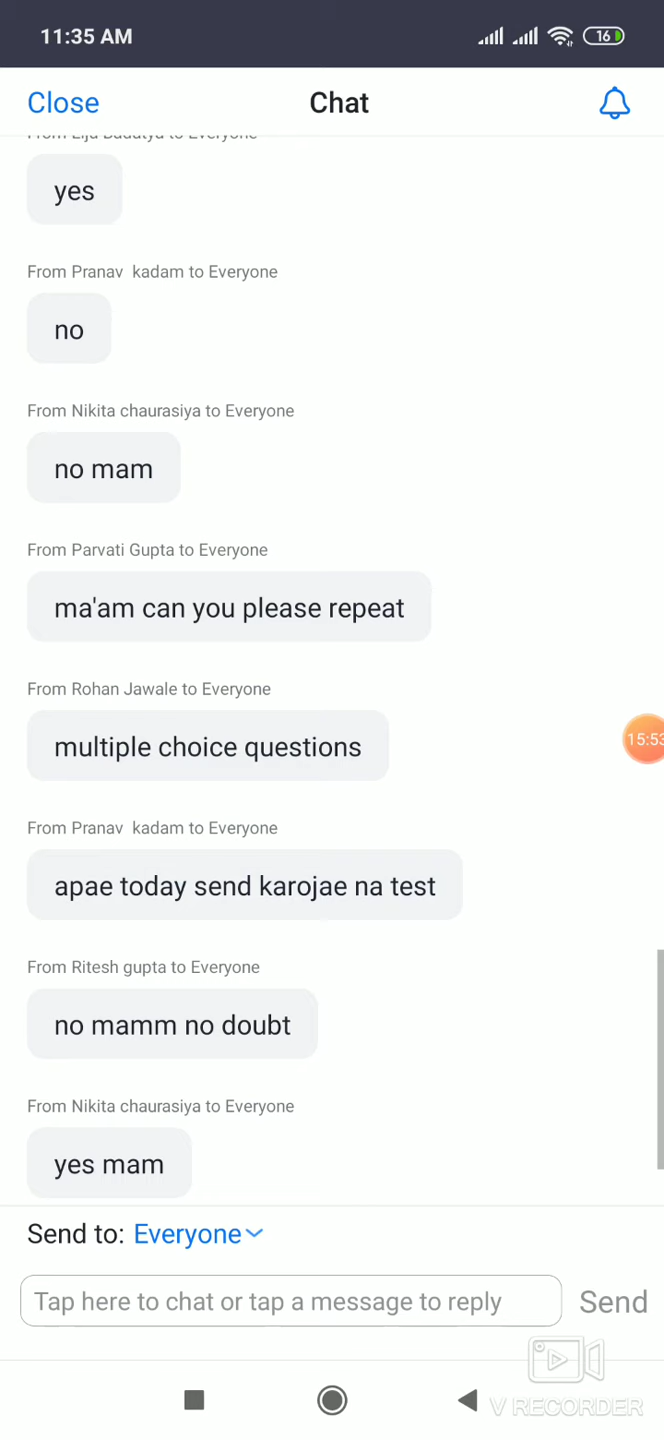 11:35 AM
16
Close
Chat
to Everyone
yes
From Pranav kadam to Everyone
no
From Nikita chaurasiya to Everyone
no mam
From Parvati Gupta to Everyone
ma'am can you please repeat
From Rohan Jawale to Everyone
multiple choice questions
15:53
From Pranav kadam to Everyone
apae today send karojae na test
From Ritesh gupta to Everyone
no mamm no doubt
From Nikita chaurasiya to Everyone
yes mam
Send to: Everyone
Tap here to chat or tap a message to reply
Send
V RECORDER